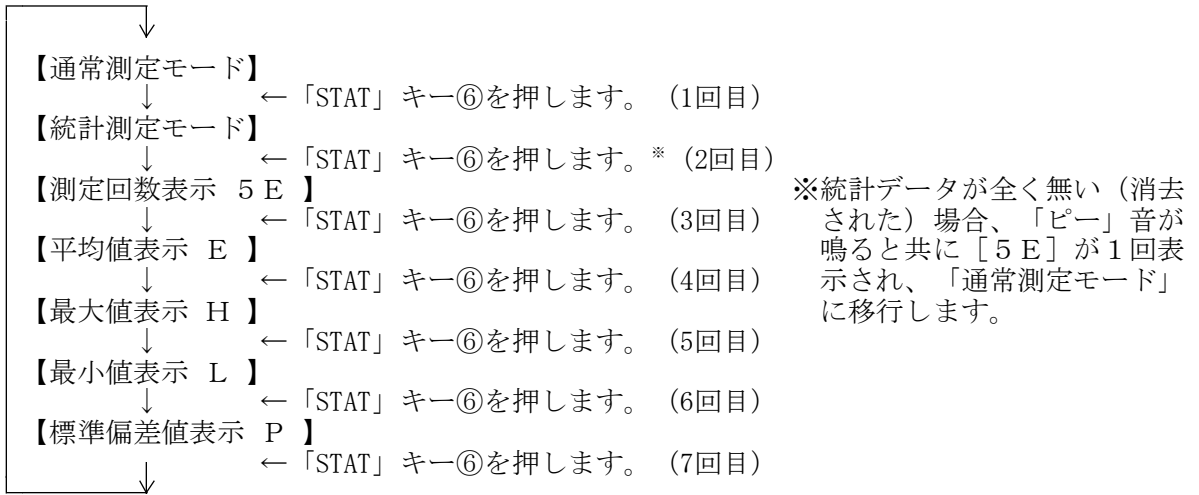 【通常測定モード】
↓ ←「STAT」キー⑥を押します。(1回目)
【統計測定モード】
↓ ←「STAT」キー⑥を押します。※(2回目)
【測定回数表示 5E 】
↓ ←「STAT」キー⑥を押します。(3回目)
【平均値表示 E 】
↓ ←「STAT」キー⑥を押します。(4回目)
【最大値表示 H 】
↓ ←「STAT」キー⑥を押します。(5回目)
【最小値表示 L 】
↓ ←「STAT」キー⑥を押します。(6回目)
【標準偏差値表示 P 】
←「STAT」キー⑥を押します。(7回目)
※統計データが全く無い(消去
された)場合、「ピー」音が
鳴ると共に[5E]が1回表
示され、「通常測定モード」
に移行します。